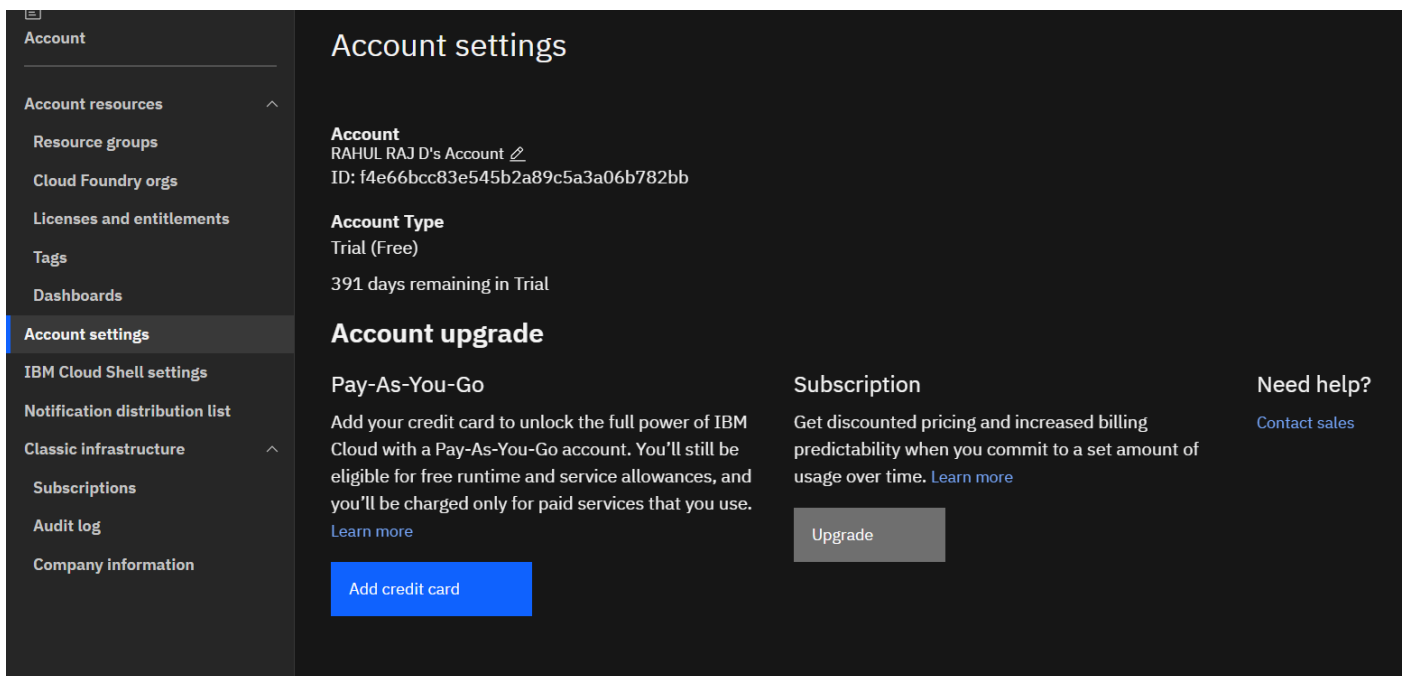 Account
Account resources
Resource groups
Cloud Foundry orgs
Licenses and entitlements
Tags
Dashboards
Account settings
IBM Cloud Shell settings
Notification distribution list
Classic infrastructure
Subscriptions
Audit log
Company information
Account settings
Account
RAHUL RAJ D's Account
ID: f4e66bcc83e545b2a89c5a3a06b782bb
Account Type
Trial (Free)
391 days remaining in Trial
Account upgrade
Pay-As-You-Go
Add your credit card to unlock the full power of IBM
Cloud with a Pay-As-You-Go account. You’ll still be
eligible for free runtime and service allowances, and
you’ll be charged only for paid services that you use.
Learn more
Add credit card
Subscription
Get discounted pricing and increased billing
predictability when you commit to a set amount of
usage over time. Learn more
Upgrade
Need help?
Contact sales